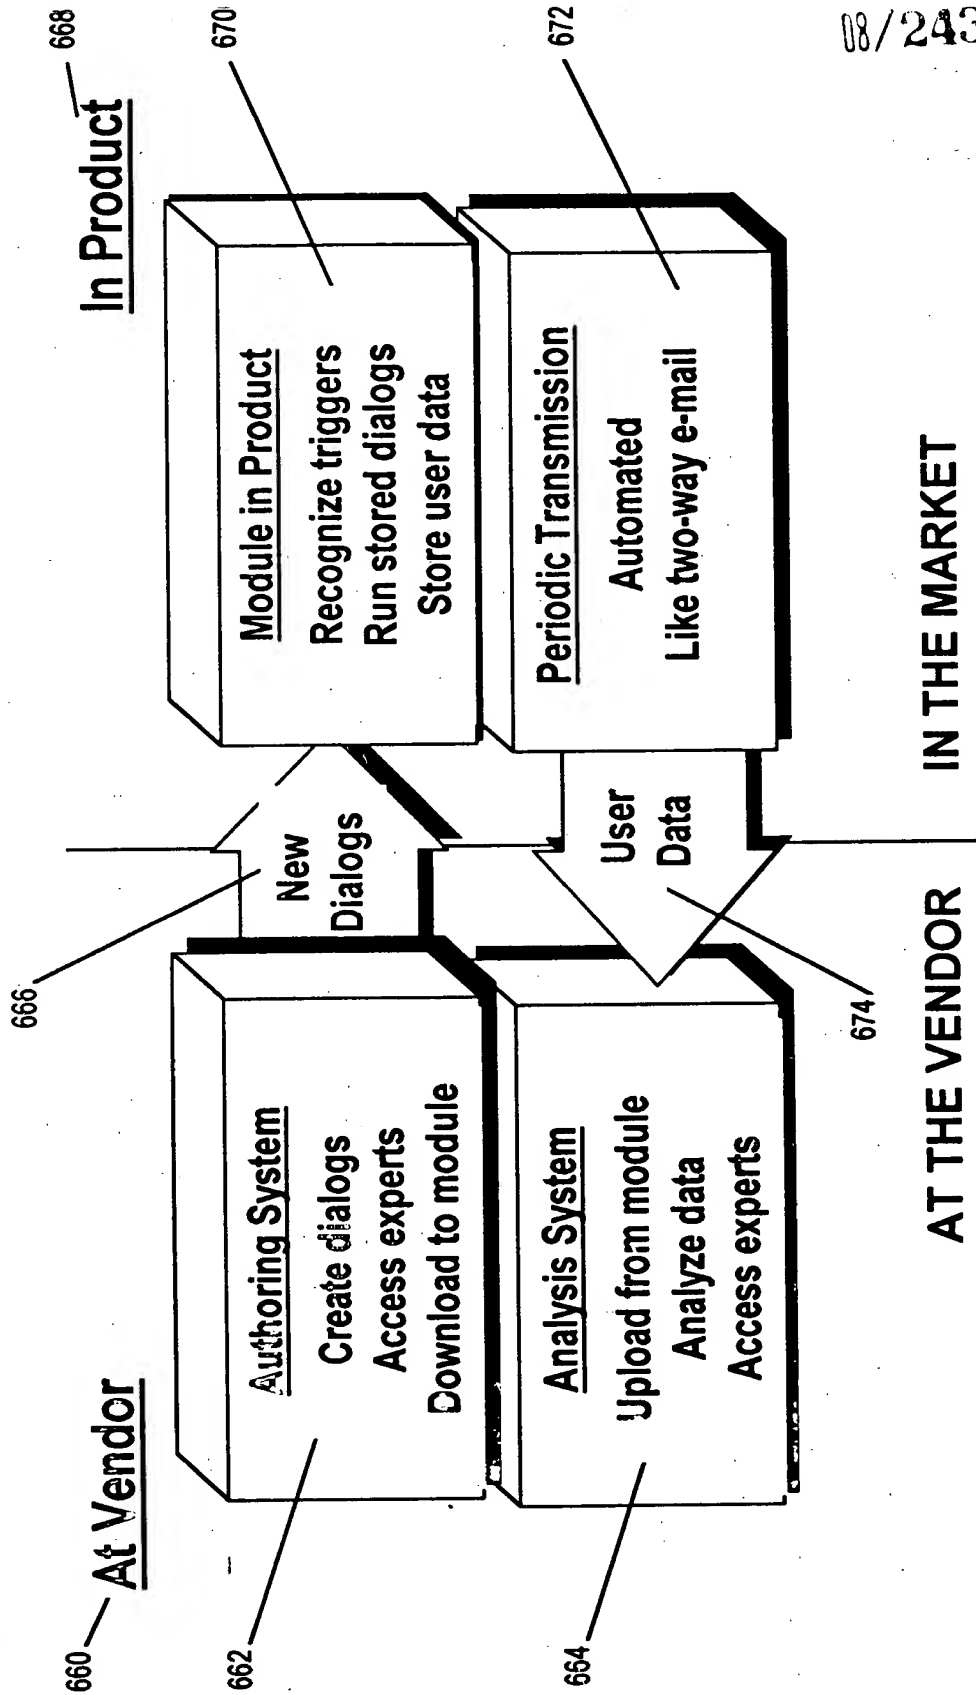 660
At Vendor
668
In Product
662
Authoring System
Create dialogs
Access experts
Download to module
666
New
Dialogs
670
Module in Product
Recognize triggers
Run stored dialogs
Store user data
664
Analysis System
Upload from module
Analyze data
Access experts
674
User
Data
672
Periodic Transmission
Automated
Like two-way e-mail
AT THE VENDOR
IN THE MARKET
08/243